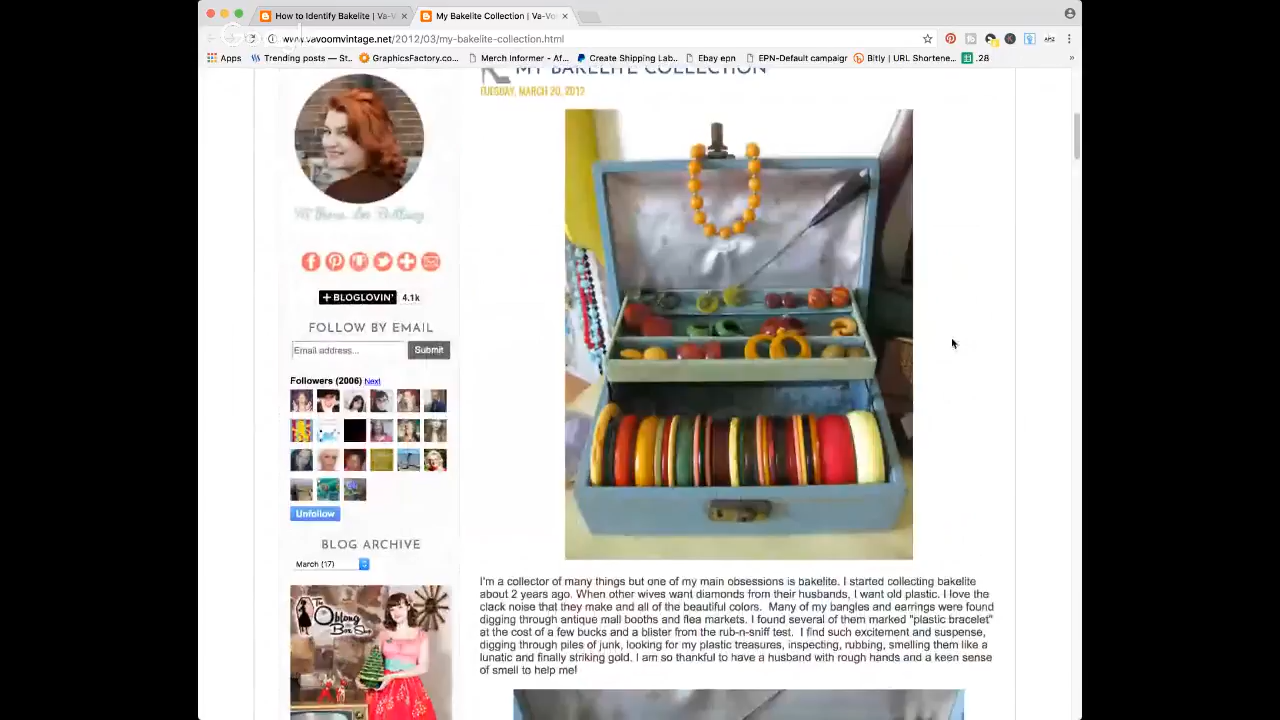 How to Identify Bakelite | Va-V
My Bakelite Collection | Va-Vo
www.vavoomvintage.net/2012/03/my-bakelite-collection.html
Apps
Trending posts — St...
GraphicsFactory.co...
Merch Informer - Af...
Create Shipping Lab...
Ebay epn
EPN-Default campaigr
Bitly | URL Shortene...
.28
MY BAKELITE COLLECTION
TUESDAY, MARCH 20, 2012
+ BLOGLOVIN' 4.1k
FOLLOW BY EMAIL
Email address...
Submit
Followers (2006) Next
Unfollow
BLOG ARCHIVE
March (17)
The
Oblong
Box Shop
I'm a collector of many things but one of my main obsessions is bakelite. I started collecting bakelite
about 2 years ago. When other wives want diamonds from their husbands, I want old plastic. I love the
clack noise that they make and all of the beautiful colors. Many of my bangles and earrings were found
digging through antique mall booths and flea markets. I found several of them marked "plastic bracelet"
at the cost of a few bucks and a blister from the rub-n-sniff test. I find such excitement and suspense,
digging through piles of junk, looking for my plastic treasures, inspecting, rubbing, smelling them like a
lunatic and finally striking gold. I am so thankful to have a husband with rough hands and a keen sense
of smell to help me!